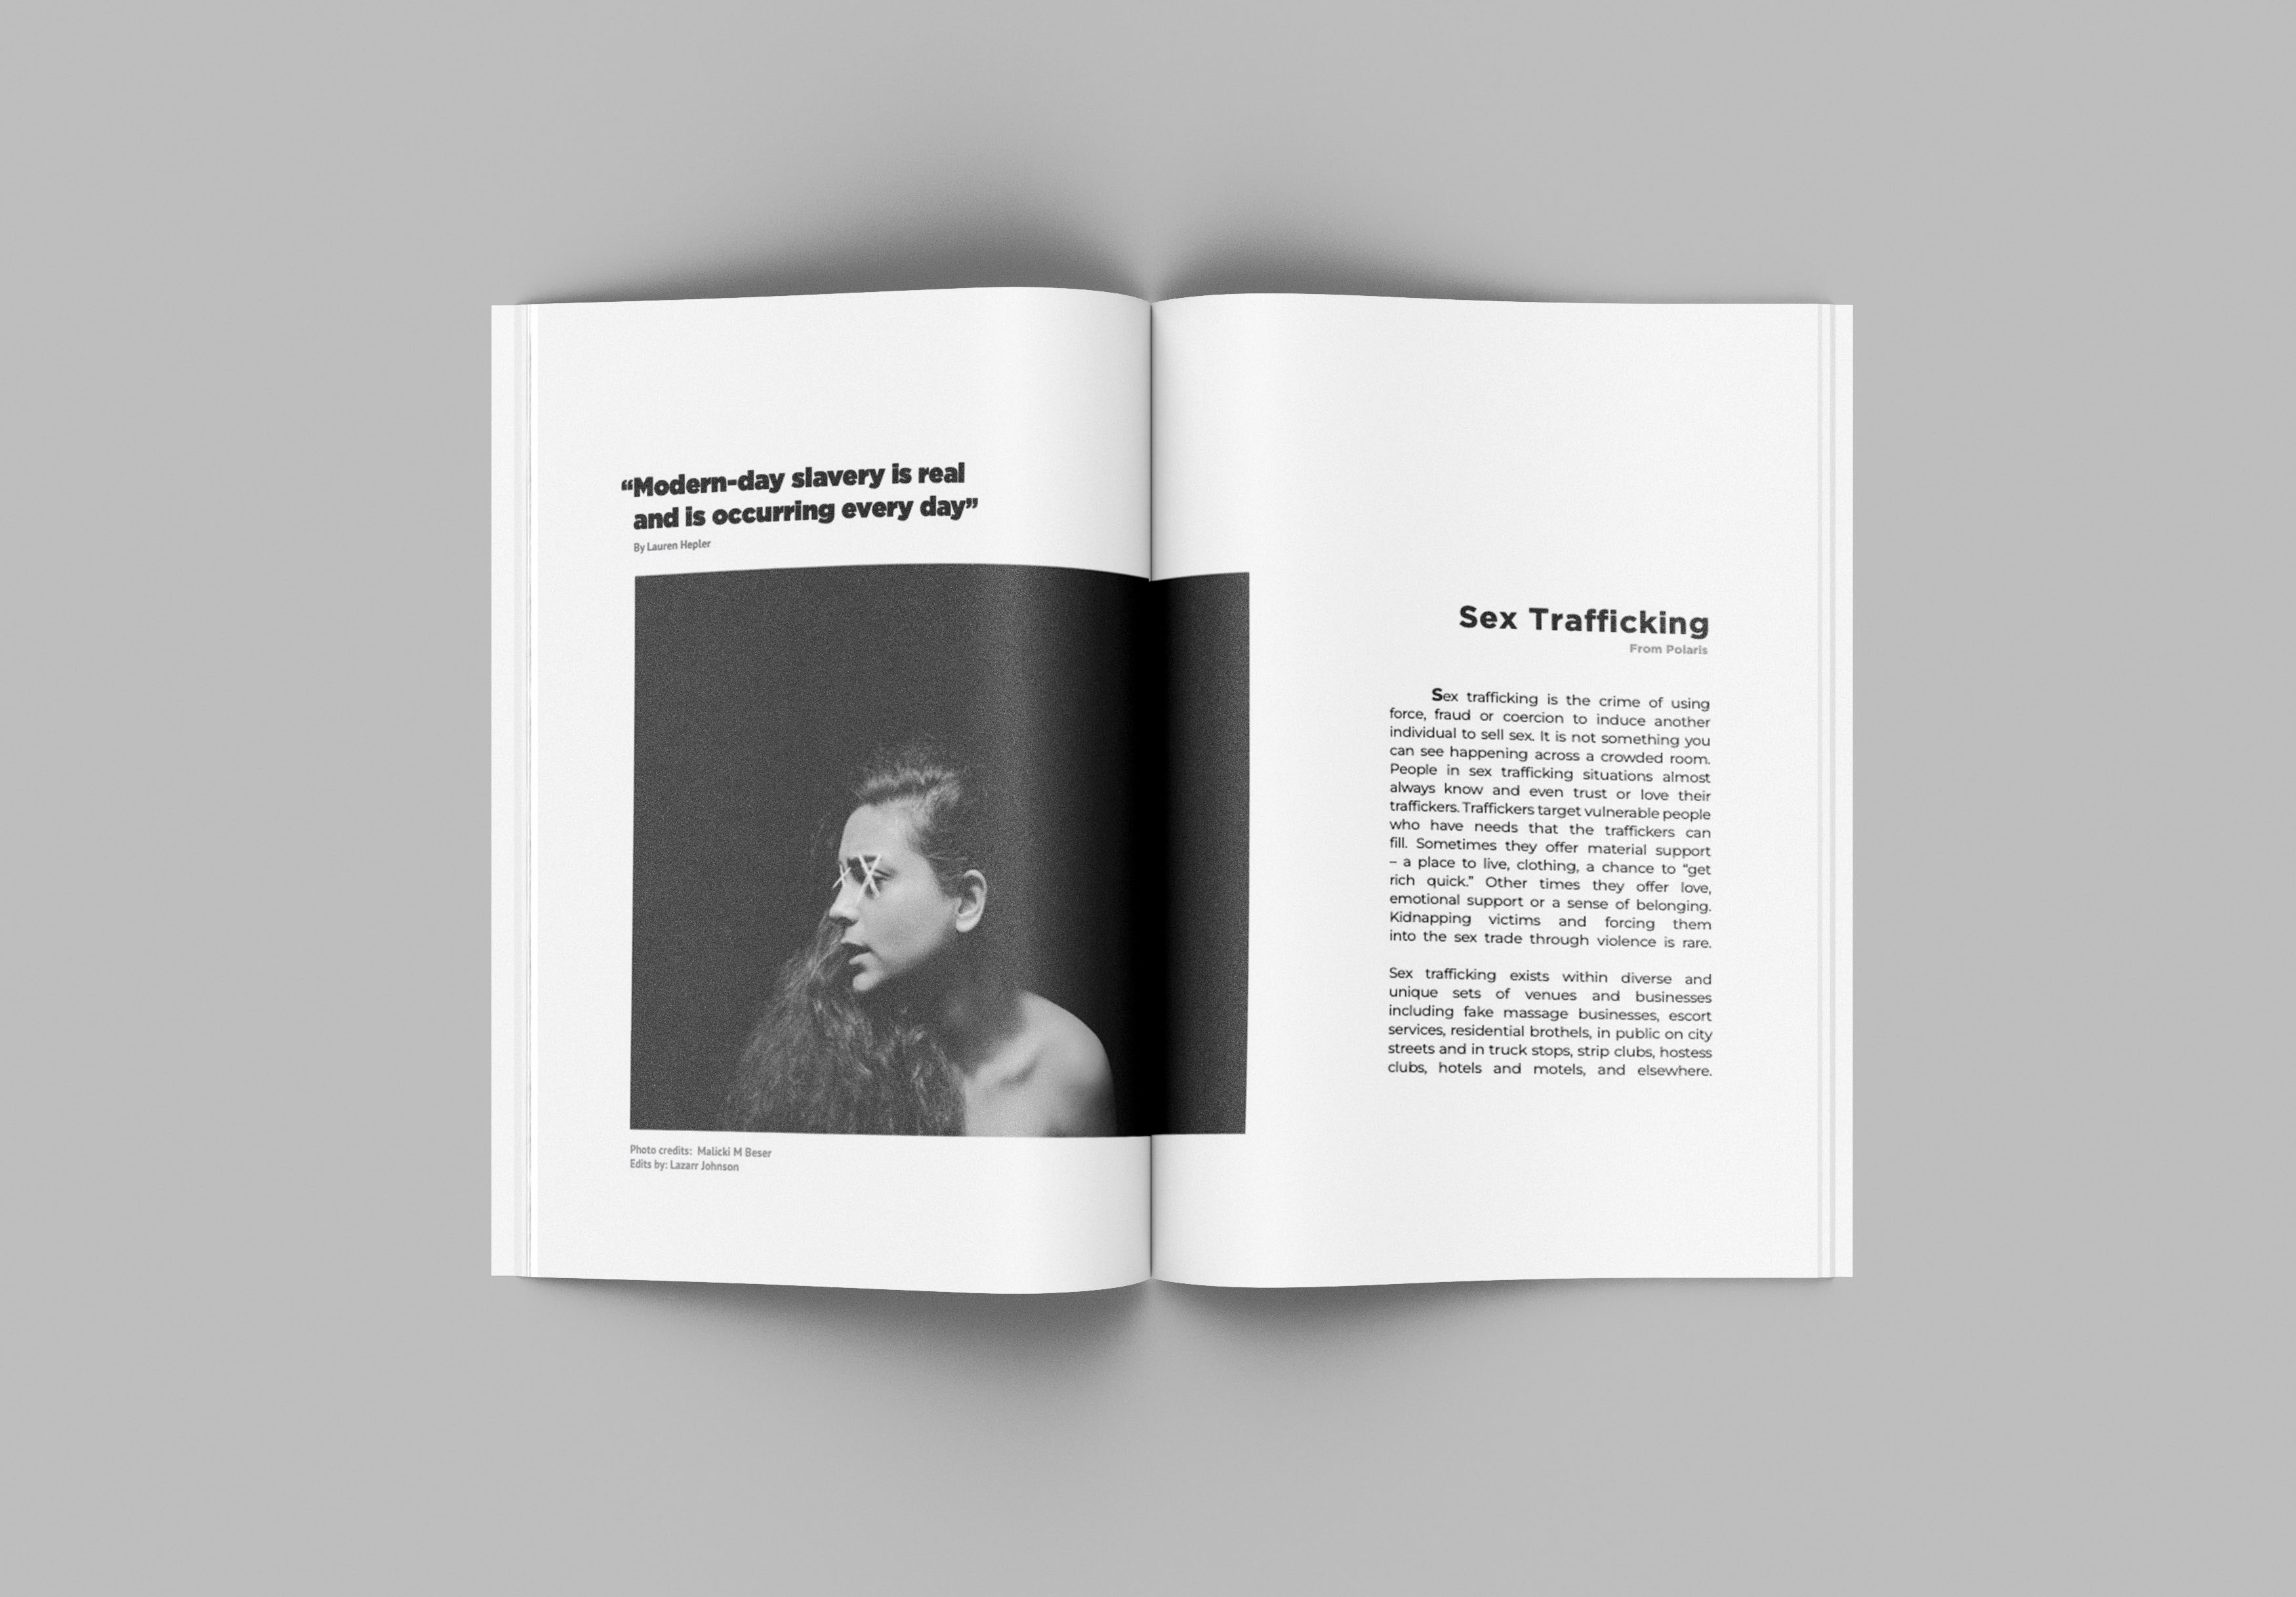 “Modern-day slavery is real
and is occurring every day”
By Lauren Hepler
Photo credits: Malicki M Beser
Edits by: Lazarr Johnson
Sex Trafficking
From Polaris
Sex trafficking is the crime of using
force, fraud or coercion to induce another
individual to sell sex. It is not something you
can see happening across a crowded room.
People in sex trafficking situations almost
always know and even trust or love their
traffickers. Traffickers target vulnerable people
who have needs that the traffickers can
fill. Sometimes they offer material support
– a place to live, clothing, a chance to “get
rich quick.” Other times they offer love,
emotional support or a sense of belonging.
Kidnapping victims and forcing them
into the sex trade through violence is rare.
Sex trafficking exists within diverse and
unique sets of venues and businesses
including fake massage businesses, escort
services, residential brothels, in public on city
streets and in truck stops, strip clubs, hostess
clubs, hotels and motels, and elsewhere.